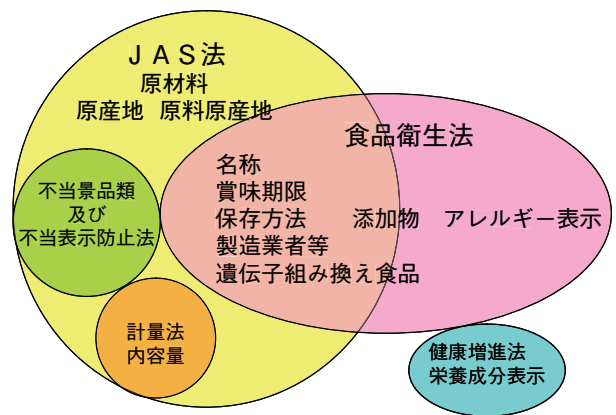 JAS法
原材料
原産地 原料原産地
食品衛生法
名称
賞味期限
保存方法 添加物 アレルギー表示
製造業者等
遺伝子組み換え食品
不当景品類
及び
不当表示防止法
計量法
内容量
健康増進法
栄養成分表示